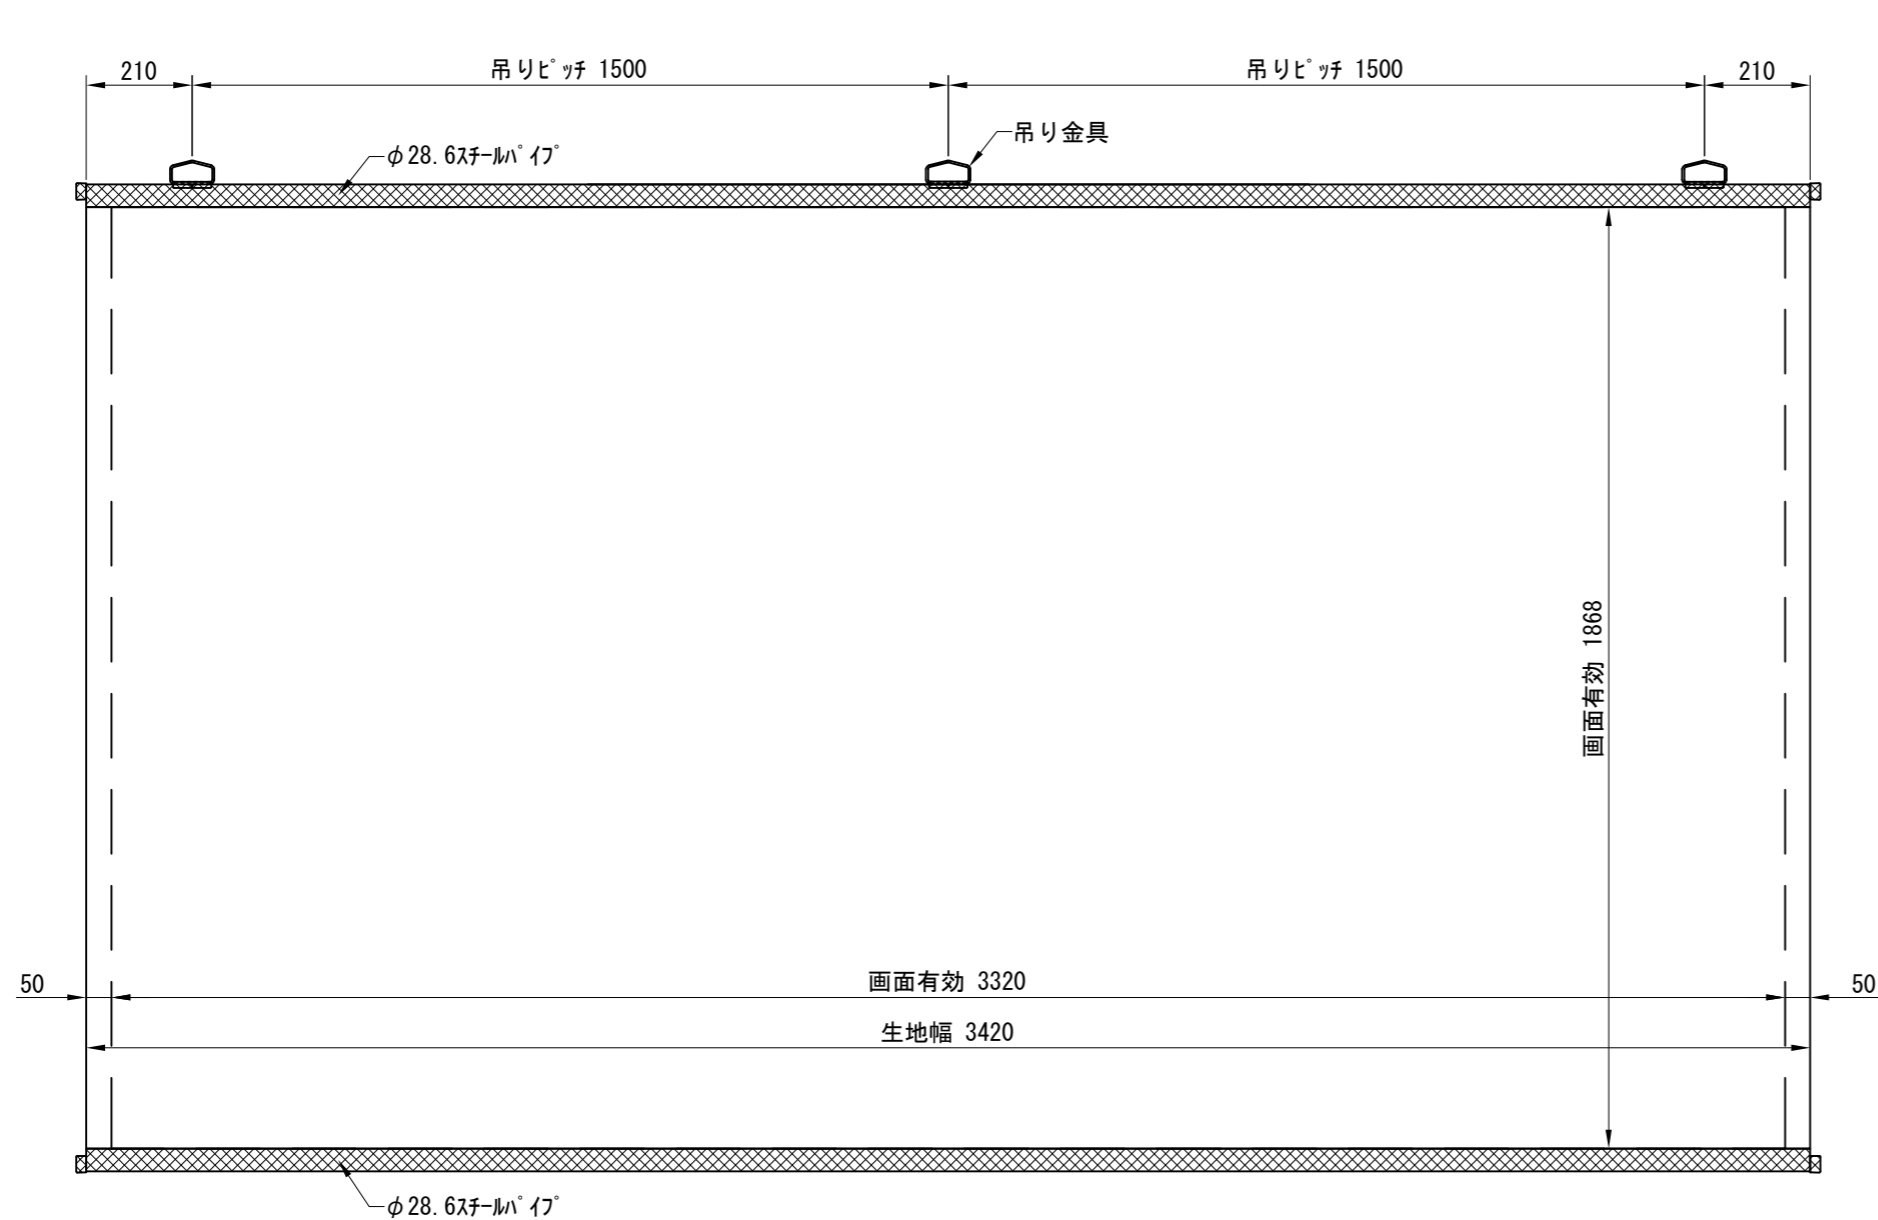 210
吊りﾋﾟｯﾁ 1500
吊りﾋﾟｯﾁ 1500
210
吊り金具
φ28.6ｽﾁｰﾙﾊﾟｲﾌﾟ
画面有効 1868
50
画面有効 3320
50
生地幅 3420
φ28.6ｽﾁｰﾙﾊﾟｲﾌﾟ